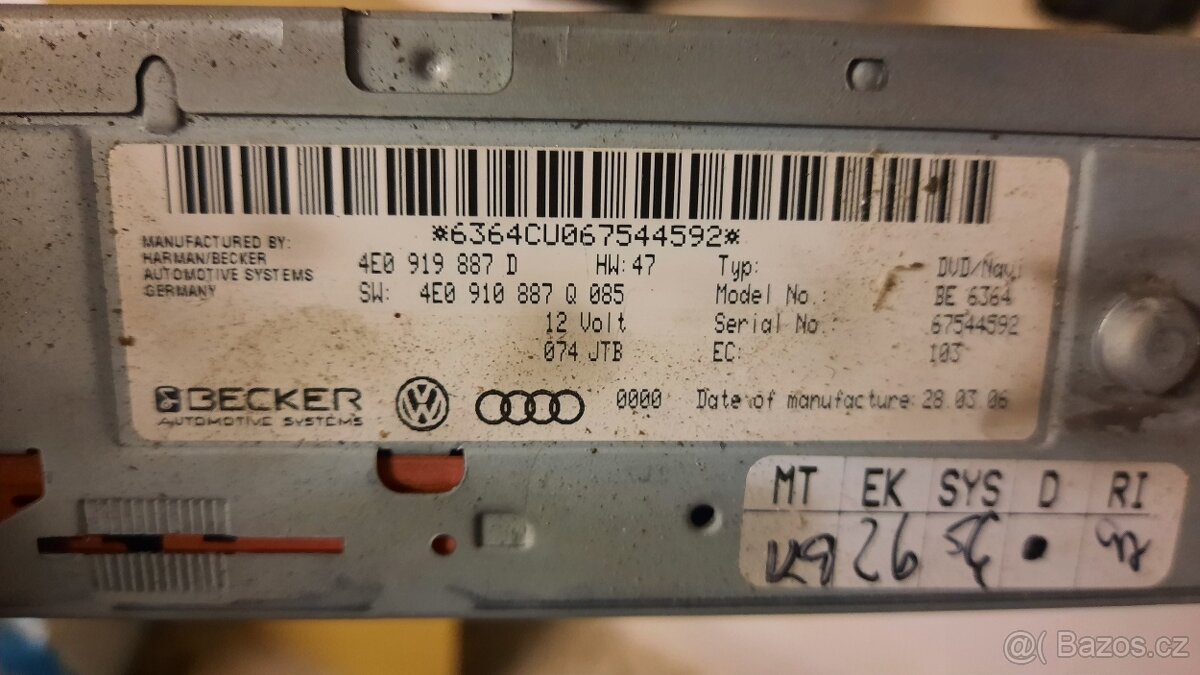 *6364CU067544592*
MANUFACTURED BY:
HARMAN/BECKER
AUTOMOTIVE SYSTEMS
GERMANY
4E0 919 887 D HW: 47
SW: 4E0 910 887 Q 085
12 Volt
074 JTB
Typ: DVD/Navi
Model No.: BE 6364
Serial No.: 67544592
EC: 103
BECKER
AUTOMOTIVE SYSTEMS
0000 Date of manufacture: 28.03.06
MT EK SYS D RI
@( Bazos.cz